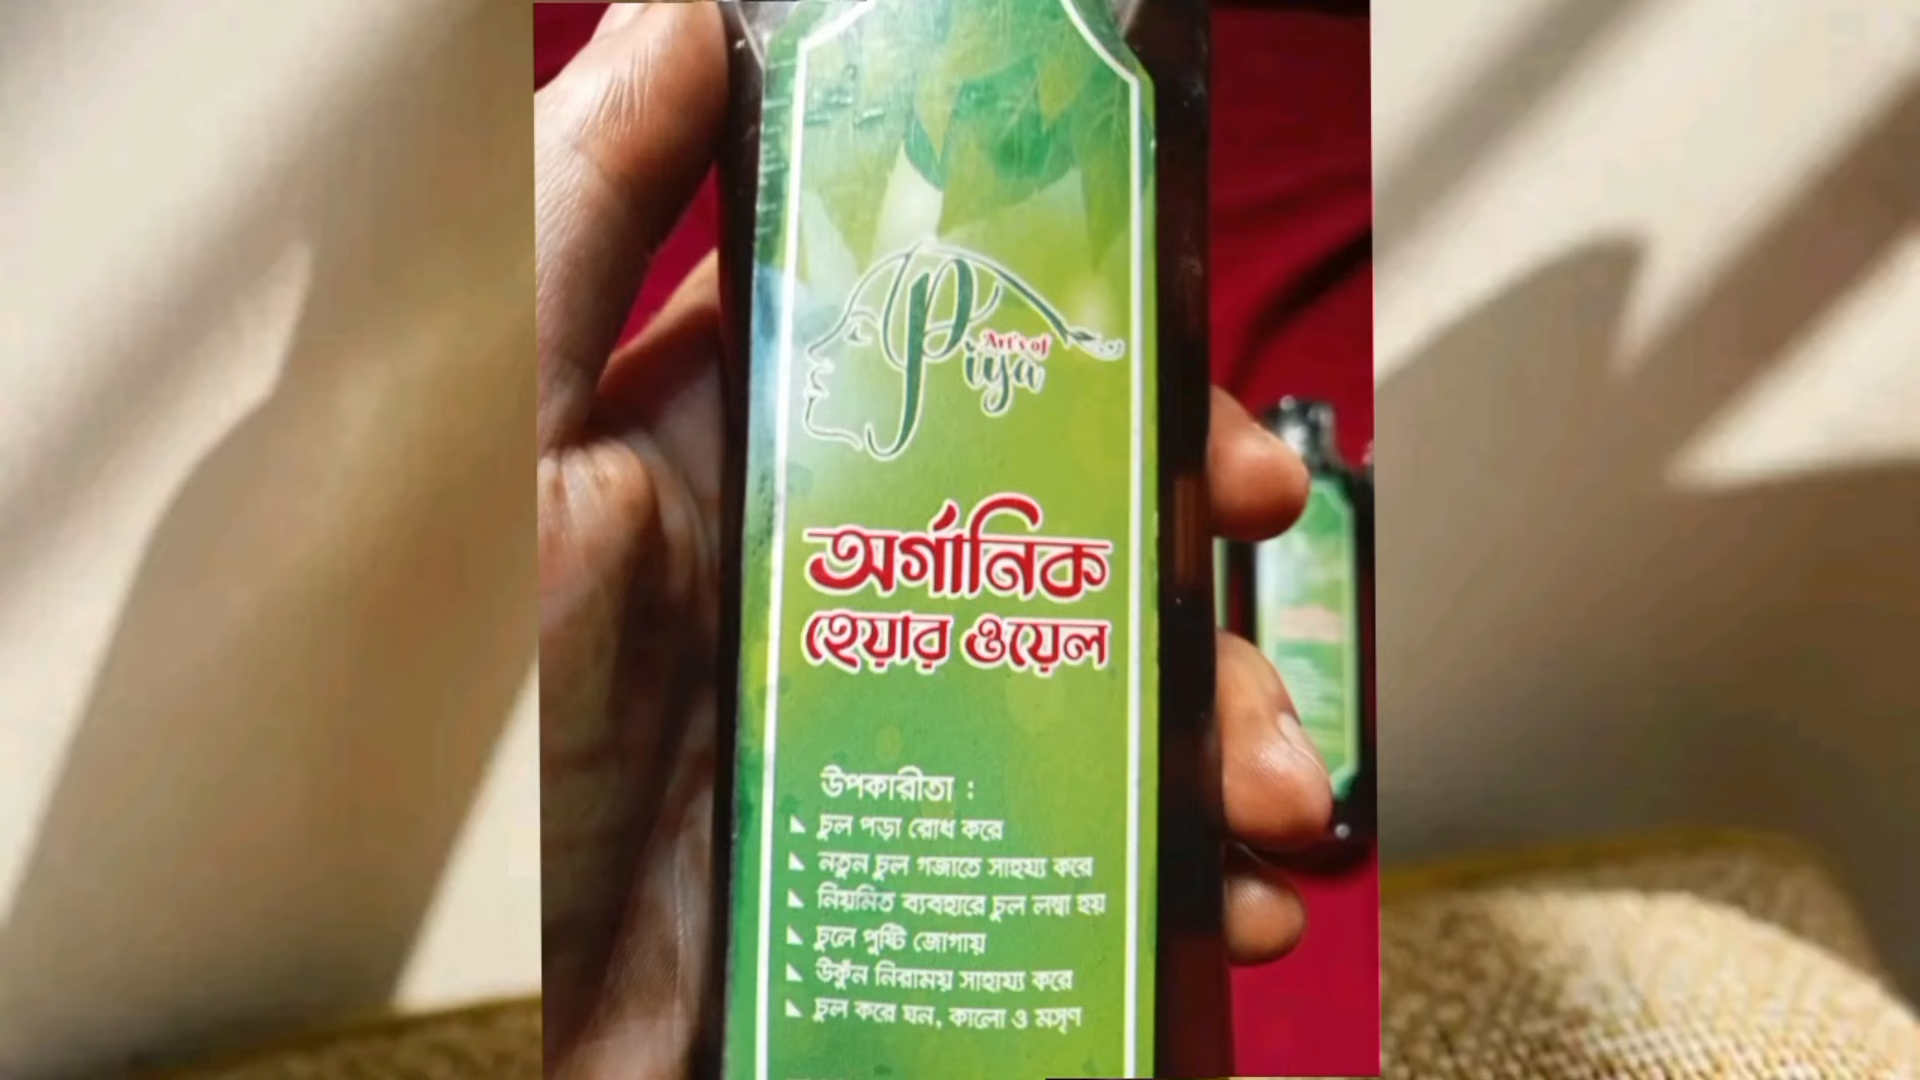 Art's of
Piya
অর্গানিক
হেয়ার ওয়েল
উপকারীতা :
চুল পড়া রোধ করে
নতুন চুল গজাতে সাহয্য করে
নিয়মিত ব্যবহারে চুল লম্বা হয়
চুলে পুষ্টি জোগায়
উকুঁন নিরাময় সাহায্য করে
চুল করে ঘন, কালো ও মসৃণ